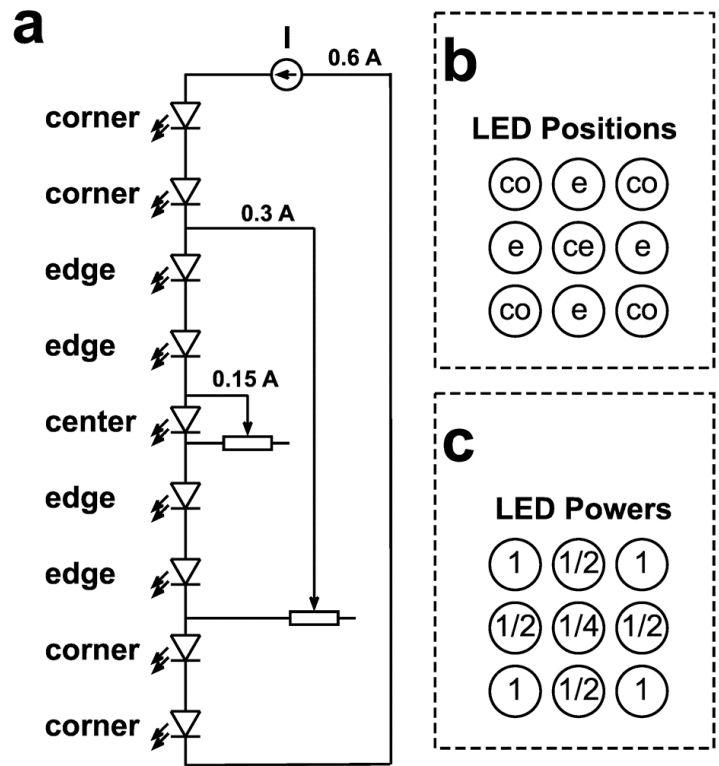 a
I
0.6 A
corner
corner
0.3 A
edge
edge
0.15 A
center
edge
edge
corner
corner
b
LED Positions
co e co
e ce e
co e co
c
LED Powers
1 1/2 1
1/2 1/4 1/2
1 1/2 1